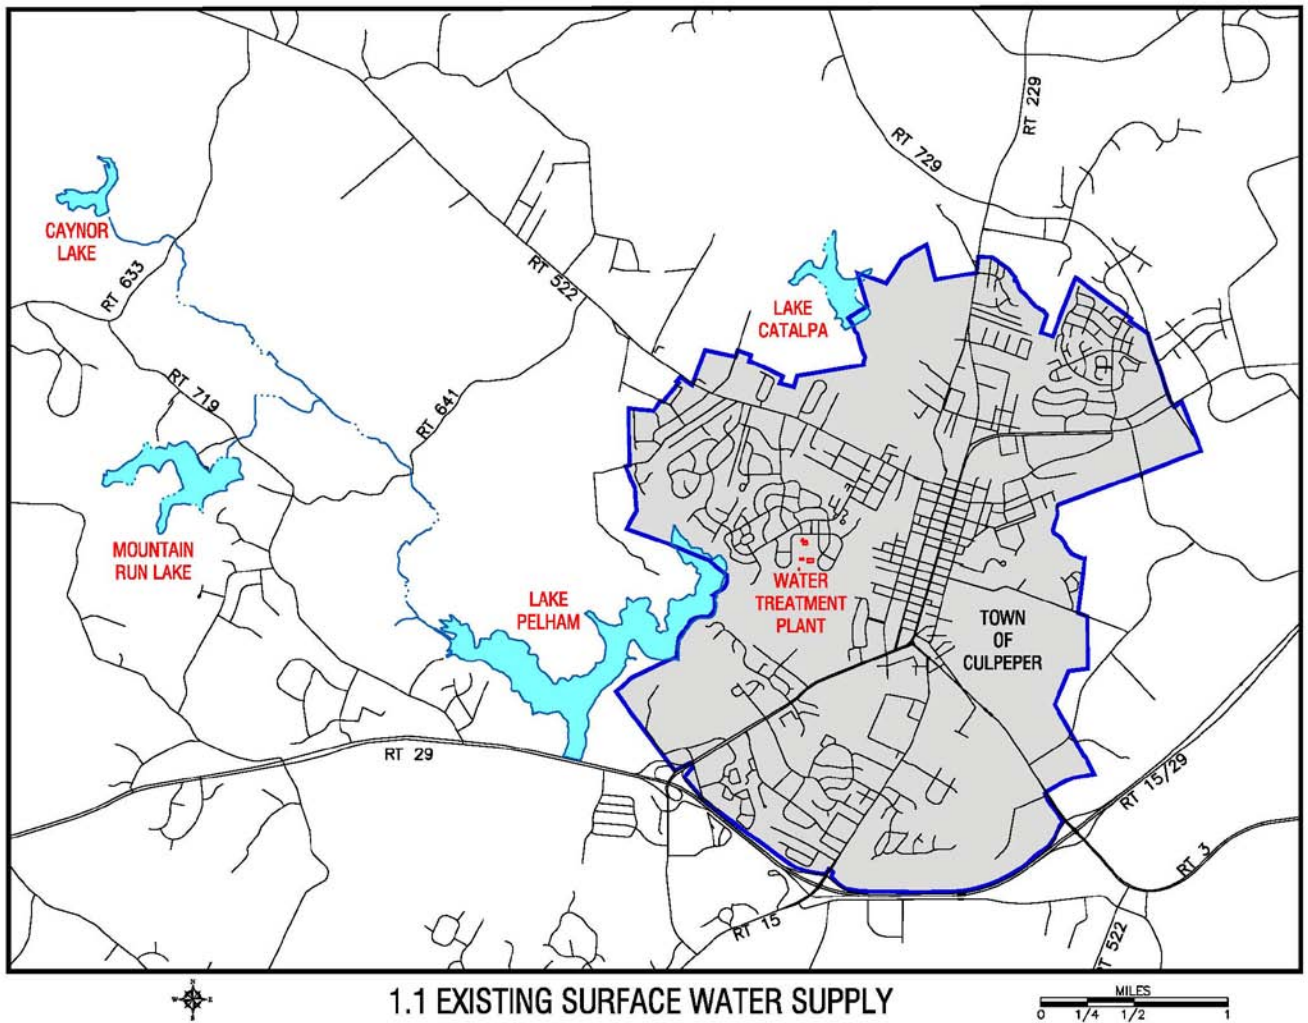 RT 229
RT 729
CAYNOR
LAKE
RT 633
RT 522
LAKE
CATALPA
RT 719
RT 641
MOUNTAIN
RUN LAKE
LAKE
PELHAM
WATER
TREATMENT
PLANT
TOWN
OF
CULPEPER
RT 29
RT 15/29
RT 3
RT 15
RT 522
N
W E
S
1.1 EXISTING SURFACE WATER SUPPLY
MILES
0 1/4 1/2 1